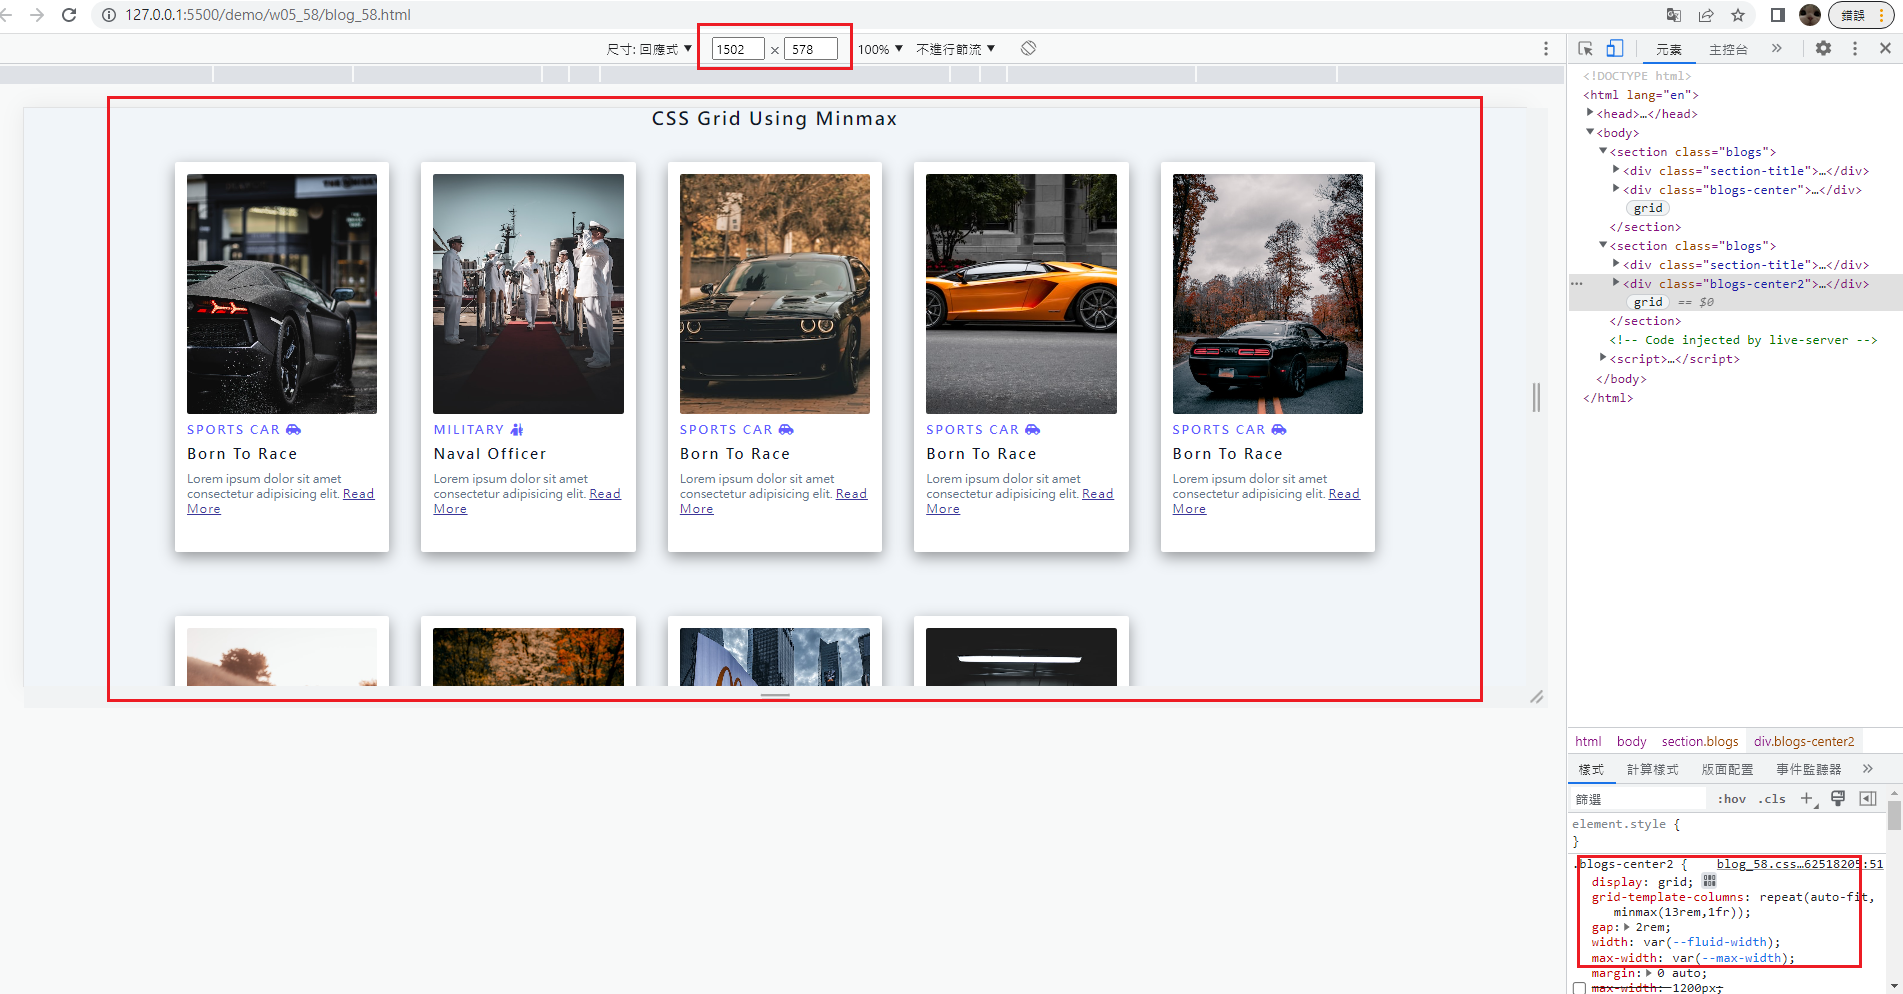 127.0.0.1:5500/demo/w05_58/blog_58.html
錯誤
尺寸: 回應式 ▼ 1502 × 578 100% ▼ 不進行節流 ▼
元素 主控台 »
CSS Grid Using Minmax
SPORTS CAR
Born To Race
Lorem ipsum dolor sit amet
consectetur adipisicing elit. Read
More
MILITARY
Naval Officer
Lorem ipsum dolor sit amet
consectetur adipisicing elit. Read
More
SPORTS CAR
Born To Race
Lorem ipsum dolor sit amet
consectetur adipisicing elit. Read
More
SPORTS CAR
Born To Race
Lorem ipsum dolor sit amet
consectetur adipisicing elit. Read
More
SPORTS CAR
Born To Race
Lorem ipsum dolor sit amet
consectetur adipisicing elit. Read
More
<!DOCTYPE html>
<html lang="en">
<head>…</head>
<body>
<section class="blogs">
<div class="section-title">…</div>
<div class="blogs-center">…</div>
grid
</section>
<section class="blogs">
<div class="section-title">…</div>
<div class="blogs-center2">…</div>
grid == $0
</section>
<!-- Code injected by live-server -->
<script>…</script>
</body>
</html>
html body section.blogs div.blogs-center2
樣式 計算樣式 版面配置 事件監聽器 »
篩選 :hov .cls
element.style {
}
.blogs-center2 { blog_58.css…62518205:51
display: grid;
grid-template-columns: repeat(auto-fit,
minmax(13rem,1fr));
gap: 2rem;
width: var(--fluid-width);
max-width: var(--max-width);
margin: 0 auto;
max-width: 1200px;